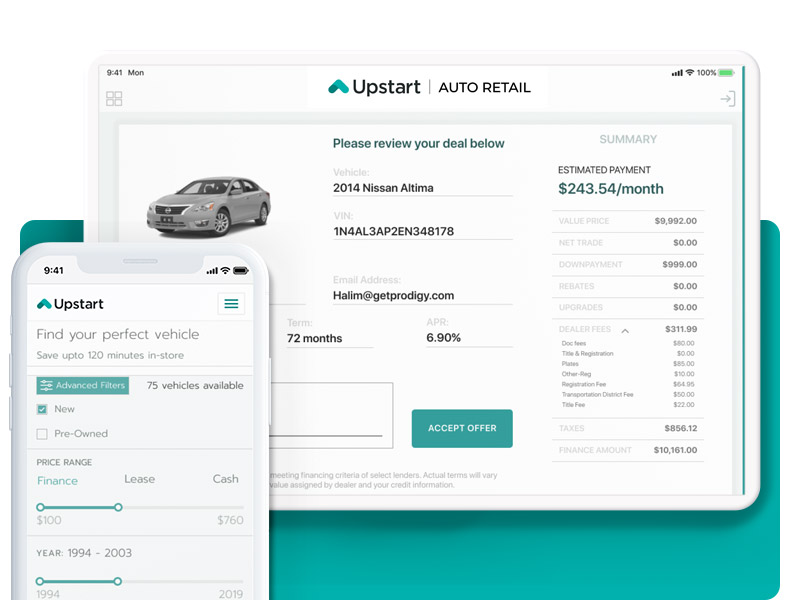 9:41 Mon
100%
Upstart | AUTO RETAIL
Please review your deal below
Vehicle:
2014 Nissan Altima
VIN:
1N4AL3AP2EN348178
Email Address:
Halim@getprodigy.com
Term:
72 months
APR:
6.90%
ACCEPT OFFER
meeting financing criteria of select lenders. Actual terms will vary
value assigned by dealer and your credit information.
SUMMARY
ESTIMATED PAYMENT
$243.54/month
VALUE PRICE $9,992.00
NET TRADE $0.00
DOWNPAYMENT $999.00
REBATES $0.00
UPGRADES $0.00
DEALER FEES $311.99
Doc fees $80.00
Title & Registration $0.00
Plates $85.00
Other-Reg $10.00
Registration Fee $64.95
Transportation District Fee $50.00
Title Fee $22.00
TAXES $856.12
FINANCE AMOUNT $10,161.00
9:41
Upstart
Find your perfect vehicle
Save upto 120 minutes in-store
Advanced Filters 75 vehicles available
New
Pre-Owned
PRICE RANGE
Finance Lease Cash
$100 $760
YEAR: 1994 - 2003
1994 2019